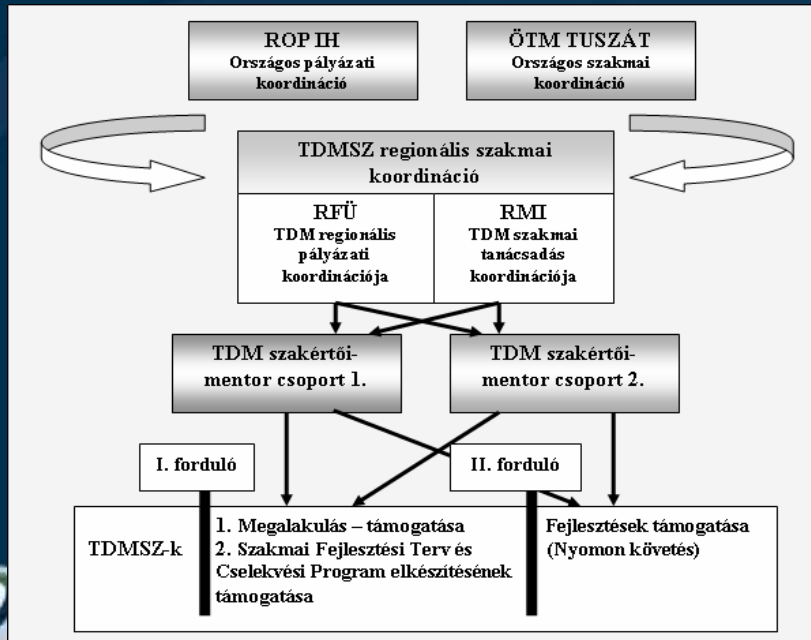 ROP IH
Országos pályázati
koordináció
ÖTM TUSZÁT
Országos szakmai
koordináció
TDMSZ regionális szakmai
koordináció
RFÜ
TDM regionális
pályázati
koordinációja
RMI
TDM szakmai
tanácsadás
koordinációja
TDM szakértői-
mentor csoport 1.
TDM szakértői-
mentor csoport 2.
I. forduló
II. forduló
TDMSZ-k
1. Megalakulás – támogatása
2. Szakmai Fejlesztési Terv és
Cselekvési Program elkészítésének
támogatása
Fejlesztések támogatása
(Nyomon követés)